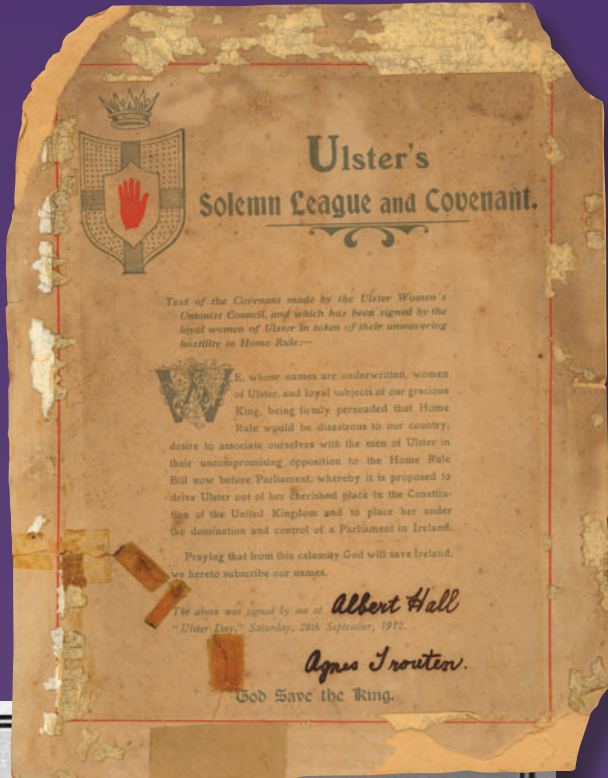 Ulster's
Solemn League and Covenant.
Text of the Covenant made by the Ulster Women's
Unionist Council, and which has been signed by the
loyal women of Ulster in token of their unwavering
hostility to Home Rule:—
WE, whose names are underwritten, women
of Ulster, and loyal subjects of our gracious
King, being firmly persuaded that Home
Rule would be disastrous to our country,
desire to associate ourselves with the men of Ulster in
their uncompromising opposition to the Home Rule
Bill now before Parliament, whereby it is proposed to
drive Ulster out of her cherished place in the Constitu-
tion of the United Kingdom and to place her under
the domination and control of a Parliament in Ireland.
Praying that from this calamity God will save Ireland,
we hereto subscribe our names.
The above was signed by me at Albert Hall
"Ulster Day," Saturday, 28th September, 1912.
Agnes Trouten.
God Save the King.